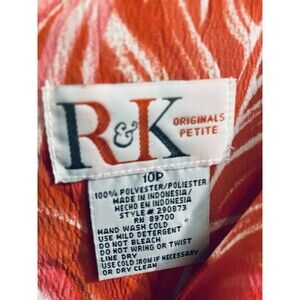 R&K
ORIGINALS
PETITE
10P
100% POLYESTER/POLIESTER
MADE IN INDONESIA/
HECHO EN INDONESIA
STYLE# 290873
RN 89700
HAND WASH COLD
USE MILD DETERGENT
DO NOT BLEACH
DO NOT WRING OR TWIST
LINE DRY
USE COLD IRON IF NECESSARY
OR DRY CLEAN